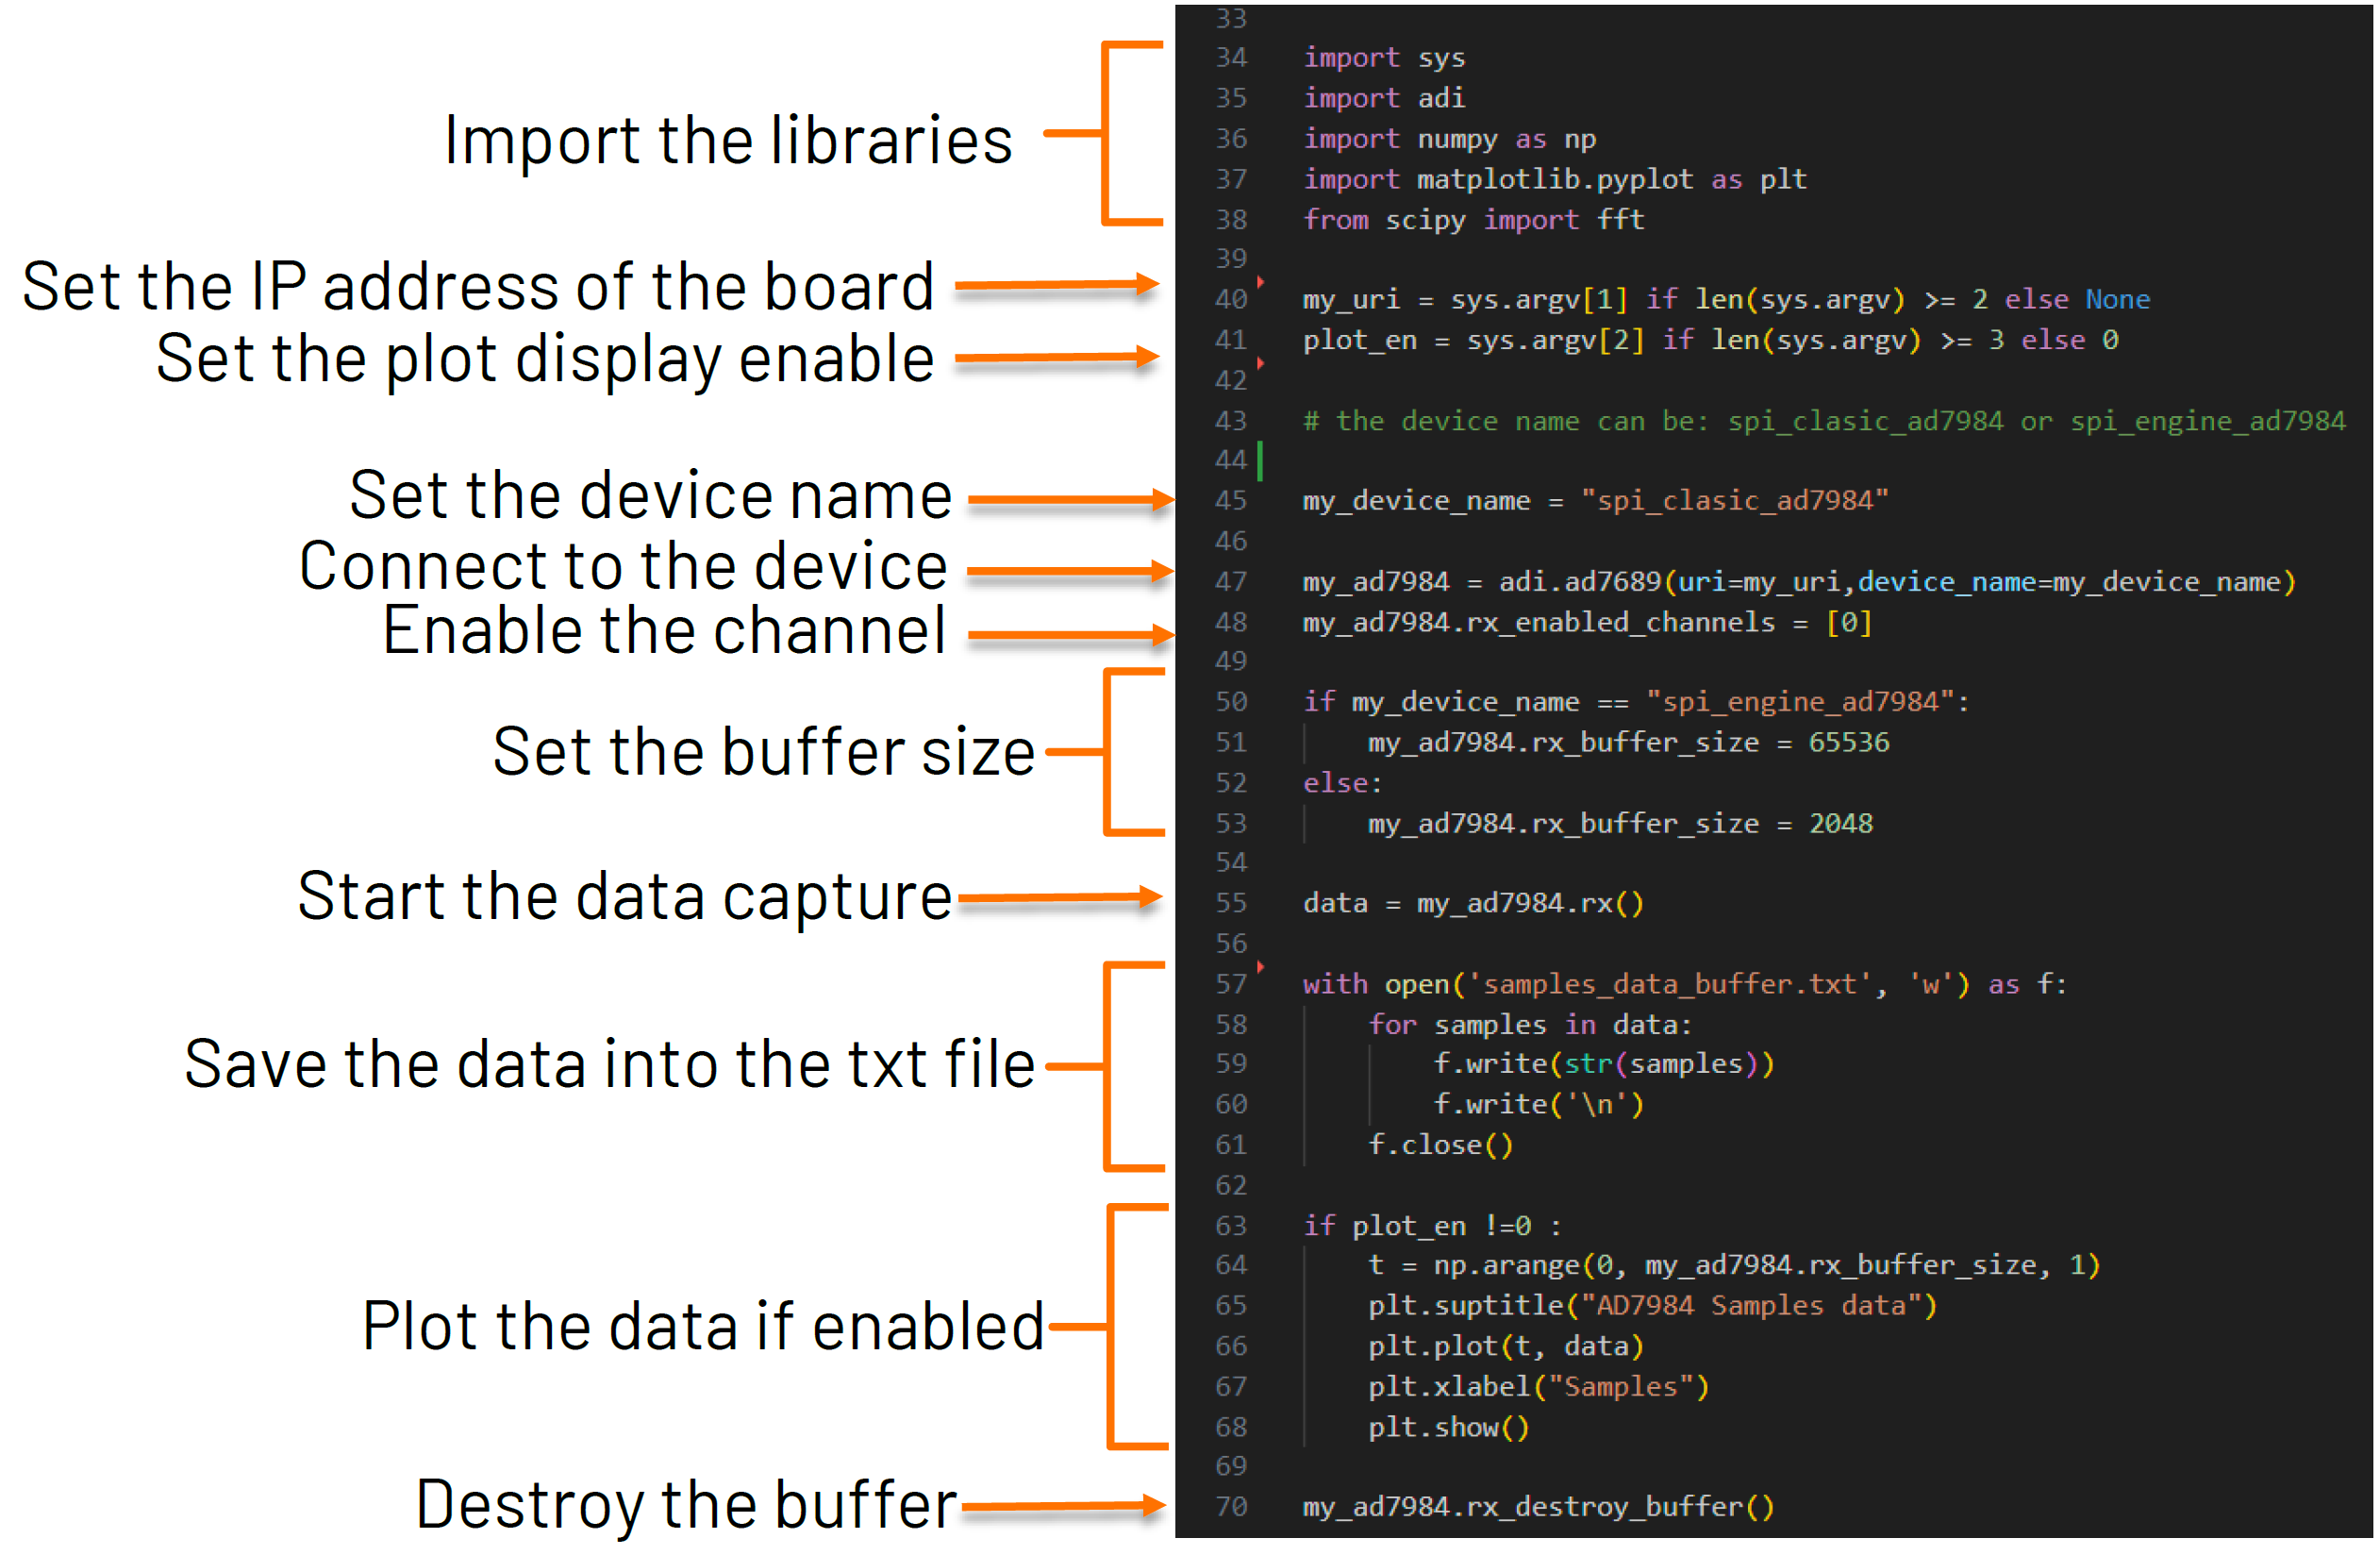 33
Import the libraries
34 import sys
35 import adi
36 import numpy as np
37 import matplotlib.pyplot as plt
38 from scipy import fft
39
Set the IP address of the board
40 my_uri = sys.argv[1] if len(sys.argv) >= 2 else None
Set the plot display enable
41 plot_en = sys.argv[2] if len(sys.argv) >= 3 else 0
42
43 # the device name can be: spi_clasic_ad7984 or spi_engine_ad7984
44
Set the device name
45 my_device_name = "spi_clasic_ad7984"
46
Connect to the device
47 my_ad7984 = adi.ad7689(uri=my_uri,device_name=my_device_name)
Enable the channel
48 my_ad7984.rx_enabled_channels = [0]
49
Set the buffer size
50 if my_device_name == "spi_engine_ad7984":
51 my_ad7984.rx_buffer_size = 65536
52 else:
53 my_ad7984.rx_buffer_size = 2048
54
Start the data capture
55 data = my_ad7984.rx()
56
Save the data into the txt file
57 with open('samples_data_buffer.txt', 'w') as f:
58 for samples in data:
59 f.write(str(samples))
60 f.write('\n')
61 f.close()
62
Plot the data if enabled
63 if plot_en !=0 :
64 t = np.arange(0, my_ad7984.rx_buffer_size, 1)
65 plt.suptitle("AD7984 Samples data")
66 plt.plot(t, data)
67 plt.xlabel("Samples")
68 plt.show()
69
Destroy the buffer
70 my_ad7984.rx_destroy_buffer()